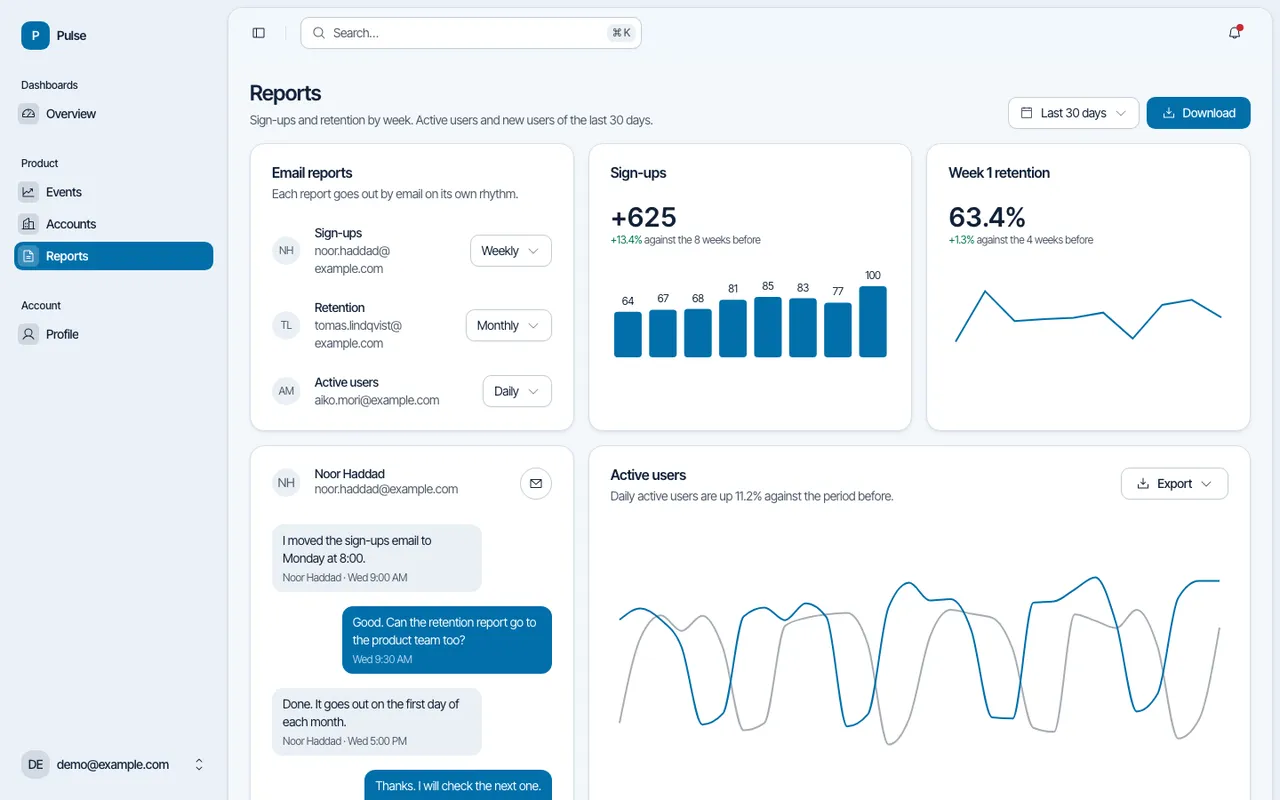 P Pulse
Dashboards
Overview
Product
Events
Accounts
Reports
Account
Profile
DE demo@example.com
Search... ⌘ K
Reports
Sign-ups and retention by week. Active users and new users of the last 30 days.
Last 30 days
Download
Email reports
Each report goes out by email on its own rhythm.
NH
Sign-ups
noor.haddad@
example.com
Weekly
TL
Retention
tomas.lindqvist@
example.com
Monthly
AM
Active users
aiko.mori@example.com
Daily
Sign-ups
+625
+13.4% against the 8 weeks before
64 67 68 81 85 83 77 100
Week 1 retention
63.4%
+1.3% against the 4 weeks before
NH
Noor Haddad
noor.haddad@example.com
I moved the sign-ups email to
Monday at 8:00.
Noor Haddad · Wed 9:00 AM
Good. Can the retention report go to
the product team too?
Wed 9:30 AM
Done. It goes out on the first day of
each month.
Noor Haddad · Wed 5:00 PM
Thanks. I will check the next one.
Active users
Daily active users are up 11.2% against the period before.
Export